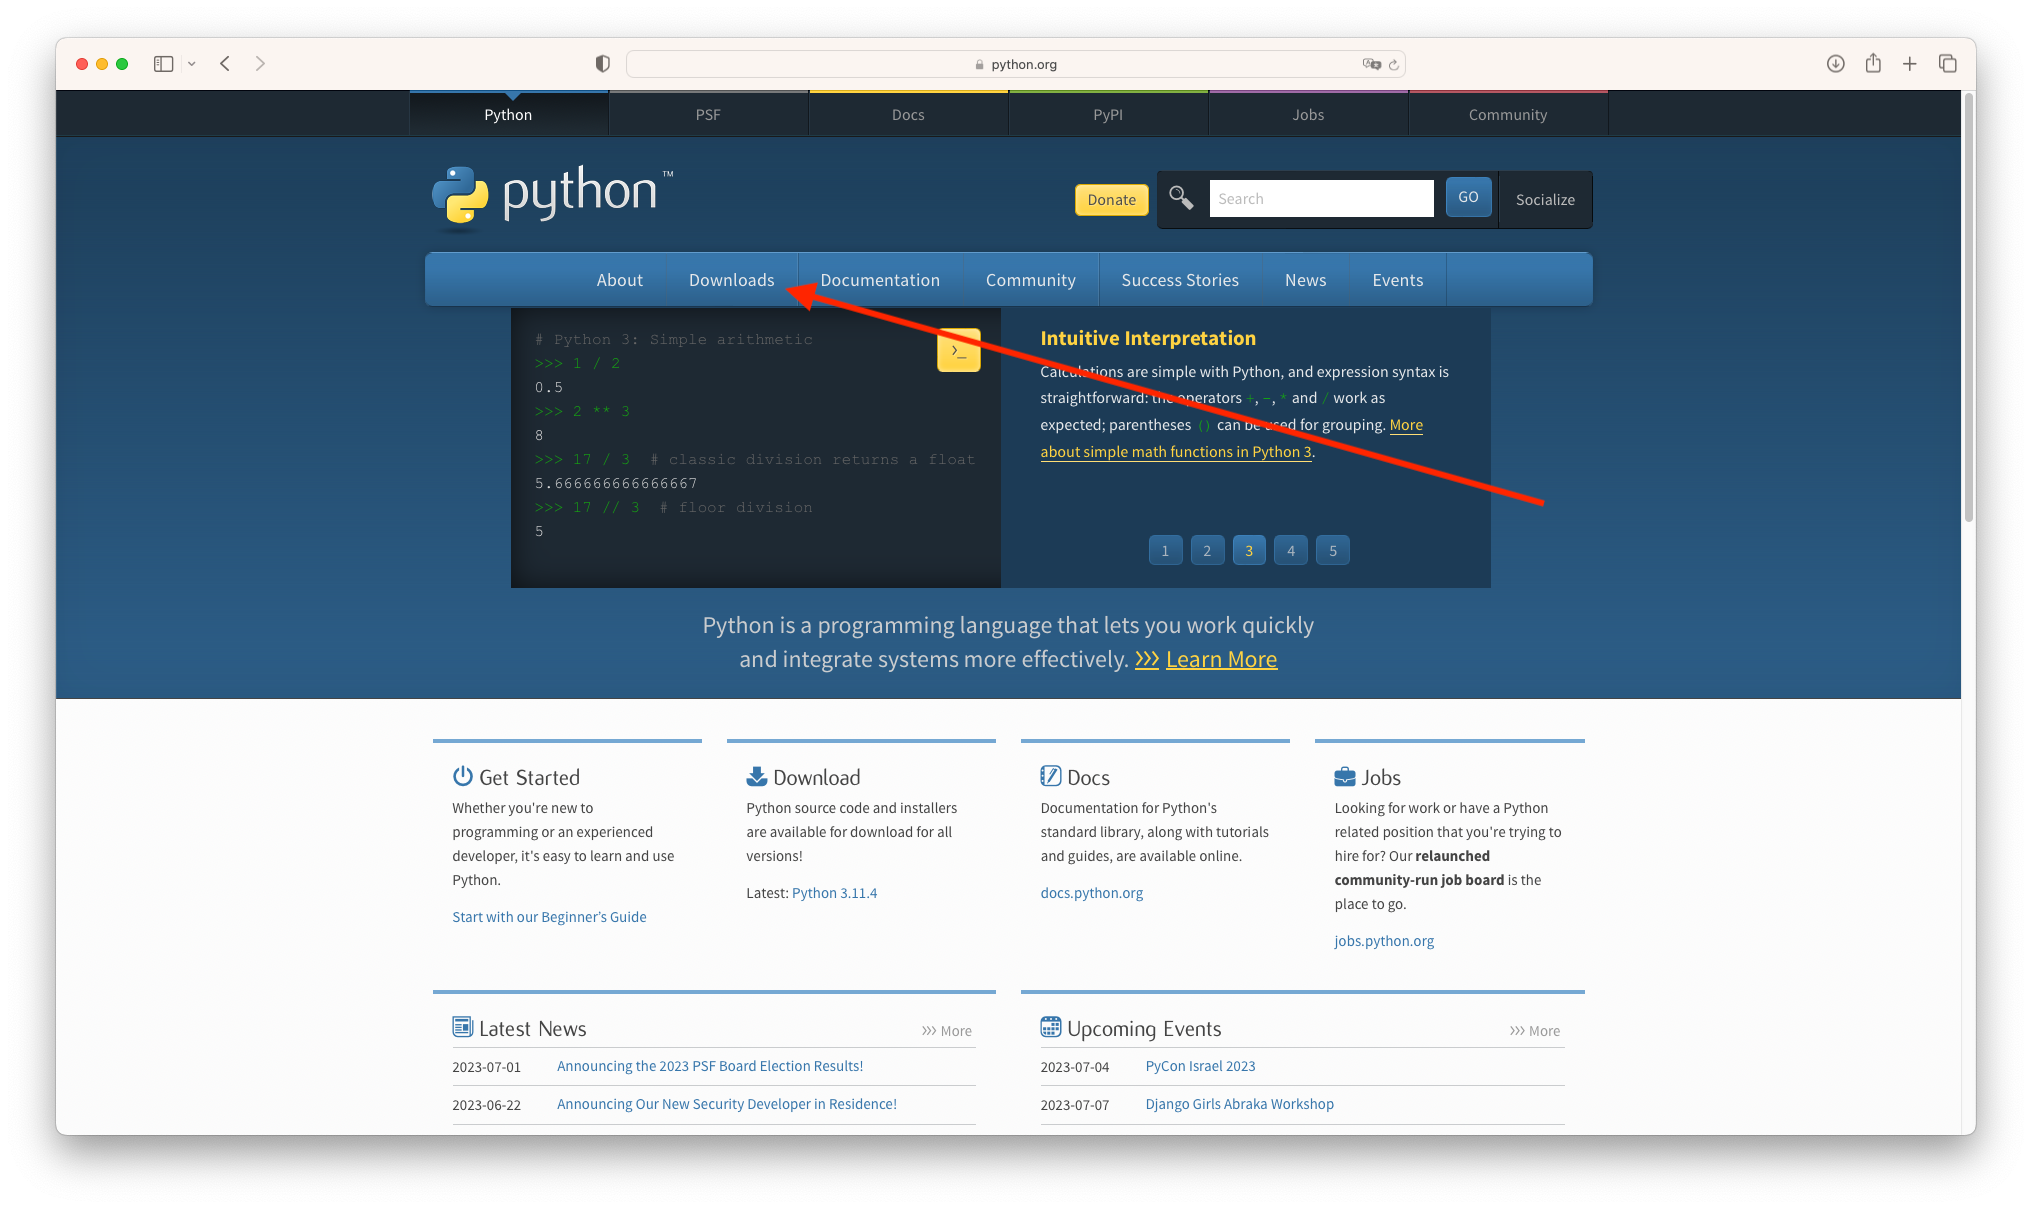 python.org
Python
PSF
Docs
PyPI
Jobs
Community
python™
Donate
Search
GO
Socialize
About
Downloads
Documentation
Community
Success Stories
News
Events
# Python 3: Simple arithmetic
>>> 1 / 2
0.5
>>> 2 ** 3
8
>>> 17 / 3  # classic division returns a float
5.666666666666667
>>> 17 // 3  # floor division
5
>_
Intuitive Interpretation
Calculations are simple with Python, and expression syntax is
straightforward: the operators +, -, * and / work as
expected; parentheses () can be used for grouping. More
about simple math functions in Python 3.
1
2
3
4
5
Python is a programming language that lets you work quickly
and integrate systems more effectively. >>> Learn More
Get Started
Whether you're new to
programming or an experienced
developer, it's easy to learn and use
Python.
Start with our Beginner’s Guide
Download
Python source code and installers
are available for download for all
versions!
Latest: Python 3.11.4
Docs
Documentation for Python's
standard library, along with tutorials
and guides, are available online.
docs.python.org
Jobs
Looking for work or have a Python
related position that you're trying to
hire for? Our relaunched
community-run job board is the
place to go.
jobs.python.org
Latest News
>>> More
2023-07-01 Announcing the 2023 PSF Board Election Results!
2023-06-22 Announcing Our New Security Developer in Residence!
Upcoming Events
>>> More
2023-07-04 PyCon Israel 2023
2023-07-07 Django Girls Abraka Workshop